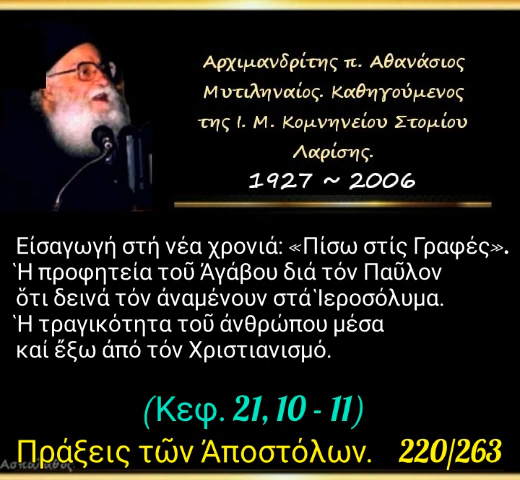 Αρχιμανδρίτης π. Αθανάσιος
Μυτιληναίος. Καθηγούμενος
της Ι. Μ. Κομνηνείου Στομίου
Λαρίσης.
1927 ~ 2006
Εἰσαγωγή στή νέα χρονιά: «Πίσω στίς Γραφές».
Ἡ προφητεία τοῦ Ἀγάβου διά τόν Παῦλον
ὅτι δεινά τόν ἀναμένουν στά Ἱεροσόλυμα.
Ἡ τραγικότητα τοῦ ἀνθρώπου μέσα
καί ἔξω ἀπό τόν Χριστιανισμό.
(Κεφ. 21, 10 - 11)
Πράξεις τῶν Ἀποστόλων. 220/263
Ασκάλαφος.